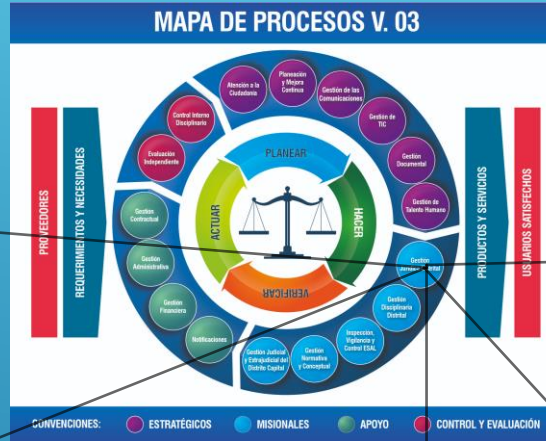 MAPA DE PROCESOS V. 03
PROVEEDORES
REQUERIMIENTOS Y NECESIDADES
Atención a la
Ciudadanía
Planeación
y Mejora
Continua
Gestión de las
Comunicaciones
Gestión de
TIC
Gestión
Documental
Gestión de
Talento Humano
Gestión
Jurídica Distrital
Gestión
Disciplinaria
Distrital
Inspección,
Vigilancia y
Control ESAL
Gestión
Normativa
y Conceptual
Gestión Judicial
y Extrajudicial del
Distrito Capital
Notificaciones
Gestión
Financiera
Gestión
Administrativa
Gestión
Contractual
Evaluación
Independiente
Control Interno
Disciplinario
PLANEAR
HACER
VERIFICAR
ACTUAR
PRODUCTOS Y SERVICIOS
USUARIOS SATISFECHOS
CONVENCIONES: ESTRATÉGICOS MISIONALES APOYO CONTROL Y EVALUACIÓN